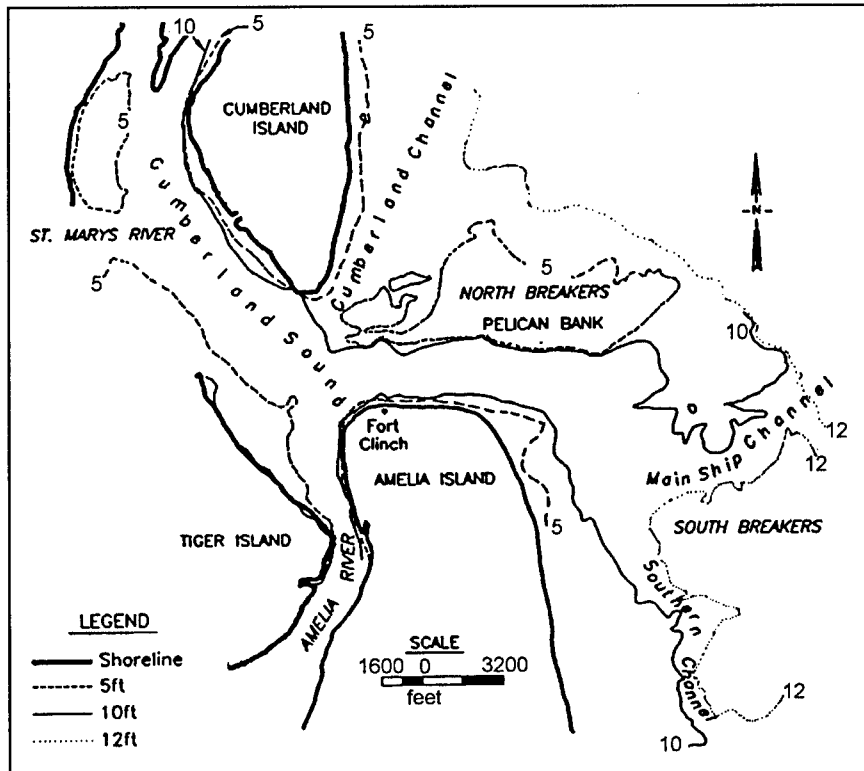 10
5
5
CUMBERLAND
ISLAND
Cumberland Channel
5
Cumberland Sound
N
ST. MARYS RIVER
5
5
NORTH BREAKERS
PELICAN BANK
10
12
12
Main Ship Channel
Fort
Clinch
AMELIA ISLAND
5
SOUTH BREAKERS
TIGER ISLAND
AMELIA RIVER
Southern Channel
12
10
LEGEND
Shoreline
5ft
10ft
12ft
SCALE
1600 0 3200
feet